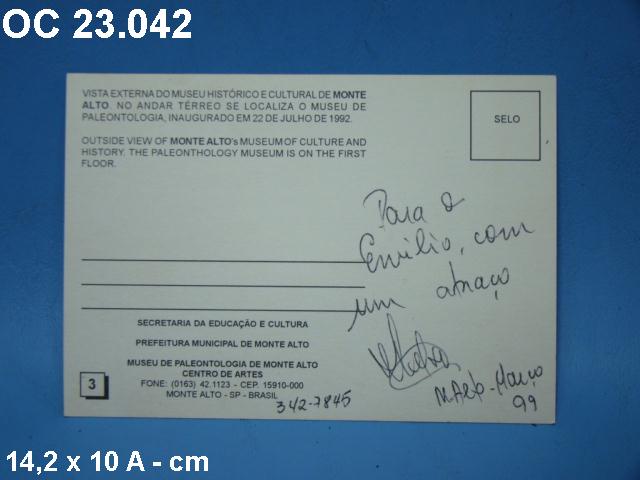 OC 23.042
VISTA EXTERNA DO MUSEU HISTÓRICO E CULTURAL DE MONTE
ALTO. NO ANDAR TÉRREO SE LOCALIZA O MUSEU DE
PALEONTOLOGIA, INAUGURADO EM 22 DE JULHO DE 1992.
OUTSIDE VIEW OF MONTE ALTO's MUSEUM OF CULTURE AND
HISTORY. THE PALEONTHOLOGY MUSEUM IS ON THE FIRST
FLOOR.
SELO
Para o
Emilio, com
um abraço
SECRETARIA DA EDUCAÇÃO E CULTURA
PREFEITURA MUNICIPAL DE MONTE ALTO
MUSEU DE PALEONTOLOGIA DE MONTE ALTO
CENTRO DE ARTES
FONE: (0163) 42.1123 - CEP. 15910-000
MONTE ALTO - SP - BRASIL
3
342-7845
M. Alto - Março
99
14,2 x 10 A - cm